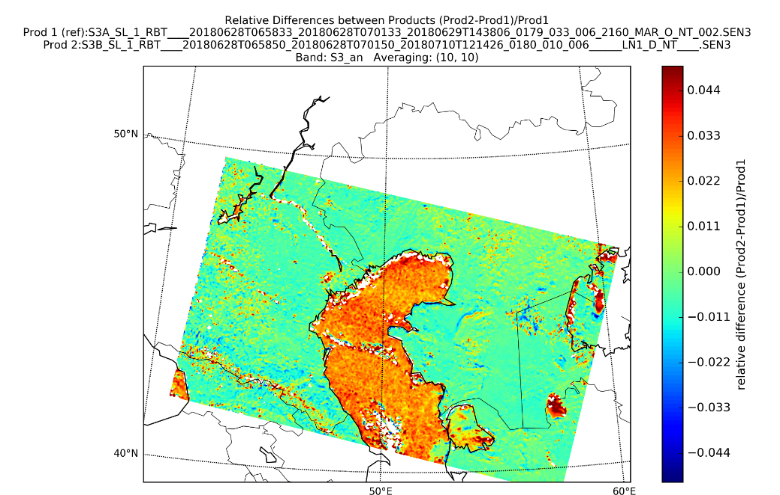 Relative Differences between Products (Prod2-Prod1)/Prod1
Prod 1 (ref):S3A_SL_1_RBT____20180628T065833_20180628T070133_20180629T143806_0179_033_006_2160_MAR_O_NT_002.SEN3
Prod 2:S3B_SL_1_RBT____20180628T065850_20180628T070150_20180710T121426_0180_010_006______LN1_D_NT____.SEN3
Band: S3_an   Averaging: (10, 10)
50°N
40°N
50°E
60°E
0.044
0.033
0.022
0.011
0.000
−0.011
−0.022
−0.033
−0.044
relative difference (Prod2-Prod1)/Prod1